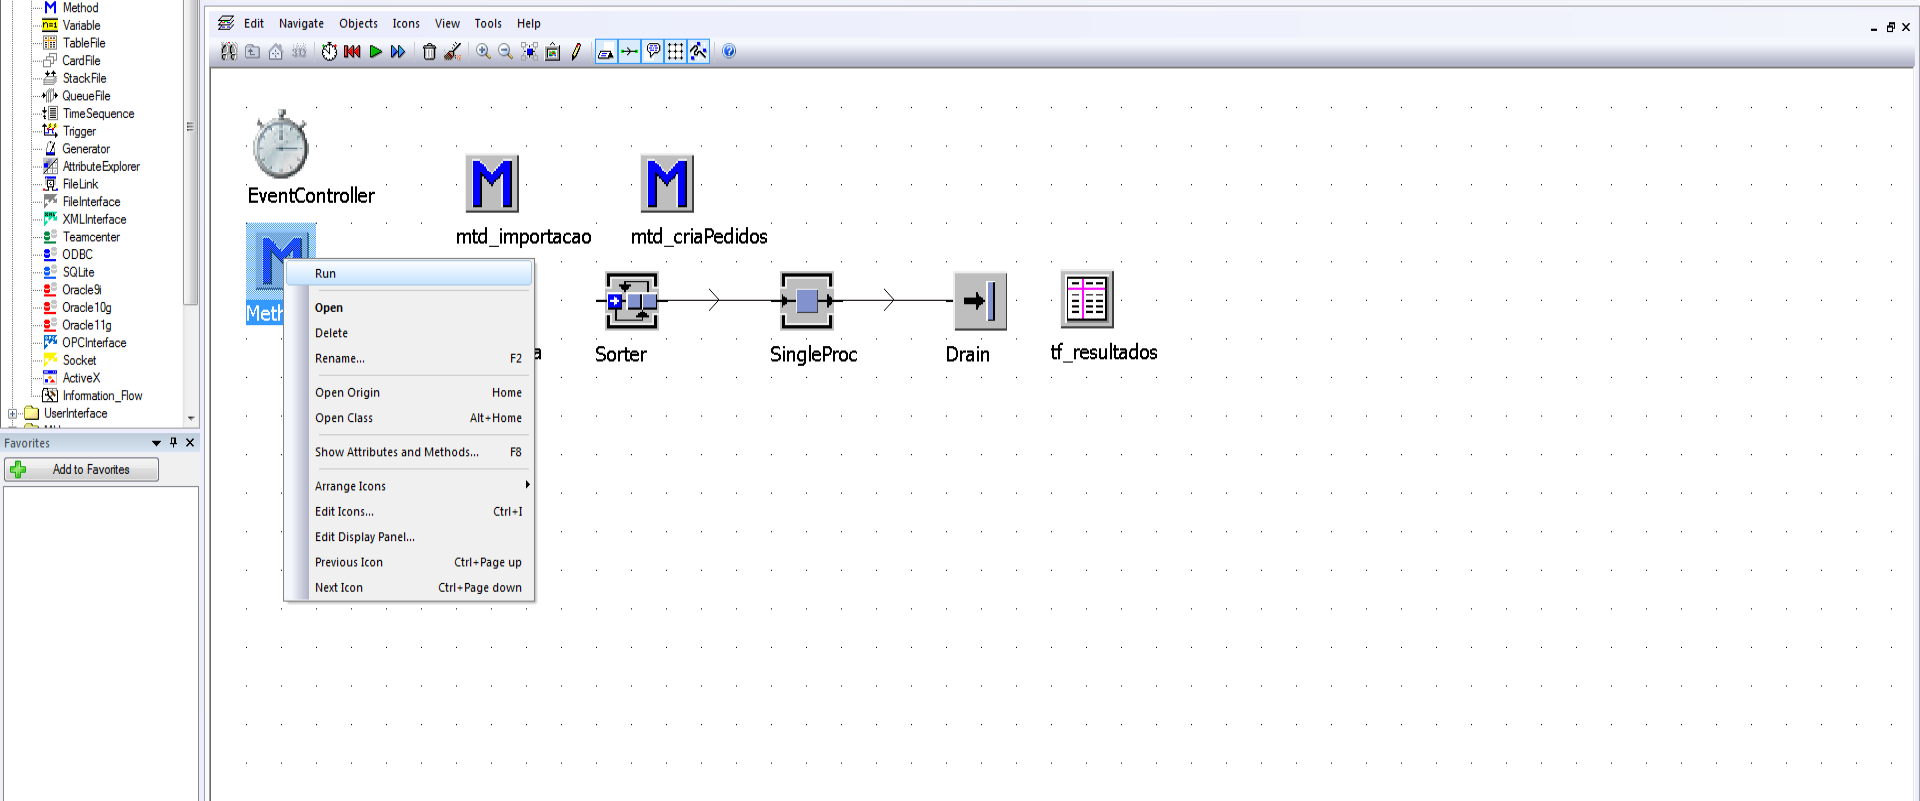 Method
Variable
TableFile
CardFile
StackFile
QueueFile
TimeSequence
Trigger
Generator
AttributeExplorer
FileLink
FileInterface
XMLInterface
Teamcenter
ODBC
SQLite
Oracle9i
Oracle10g
Oracle11g
OPCInterface
Socket
ActiveX
Information_Flow
UserInterface
Favorites
Add to Favorites
Edit Navigate Objects Icons View Tools Help
EventController
mtd_importacao mtd_criaPedidos
Meth
Run
Open
Delete
Rename... F2
Open Origin Home
Open Class Alt+Home
Show Attributes and Methods... F8
Arrange Icons
Edit Icons... Ctrl+I
Edit Display Panel...
Previous Icon Ctrl+Page up
Next Icon Ctrl+Page down
a Sorter SingleProc Drain tf_resultados